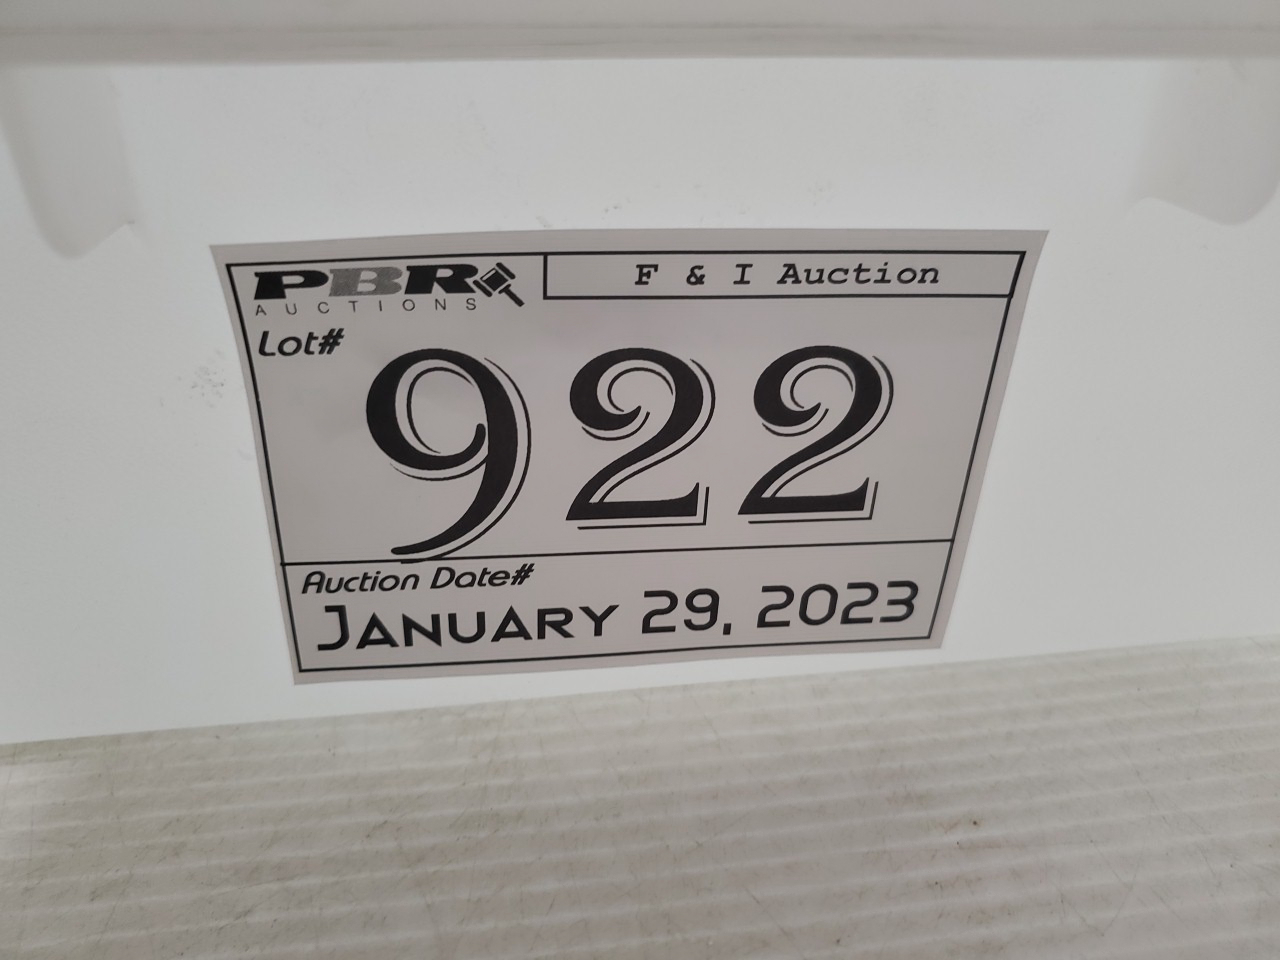 PBR
AUCTIONS
F & I Auction
Lot#
922
Auction Date#
JANUARY 29, 2023